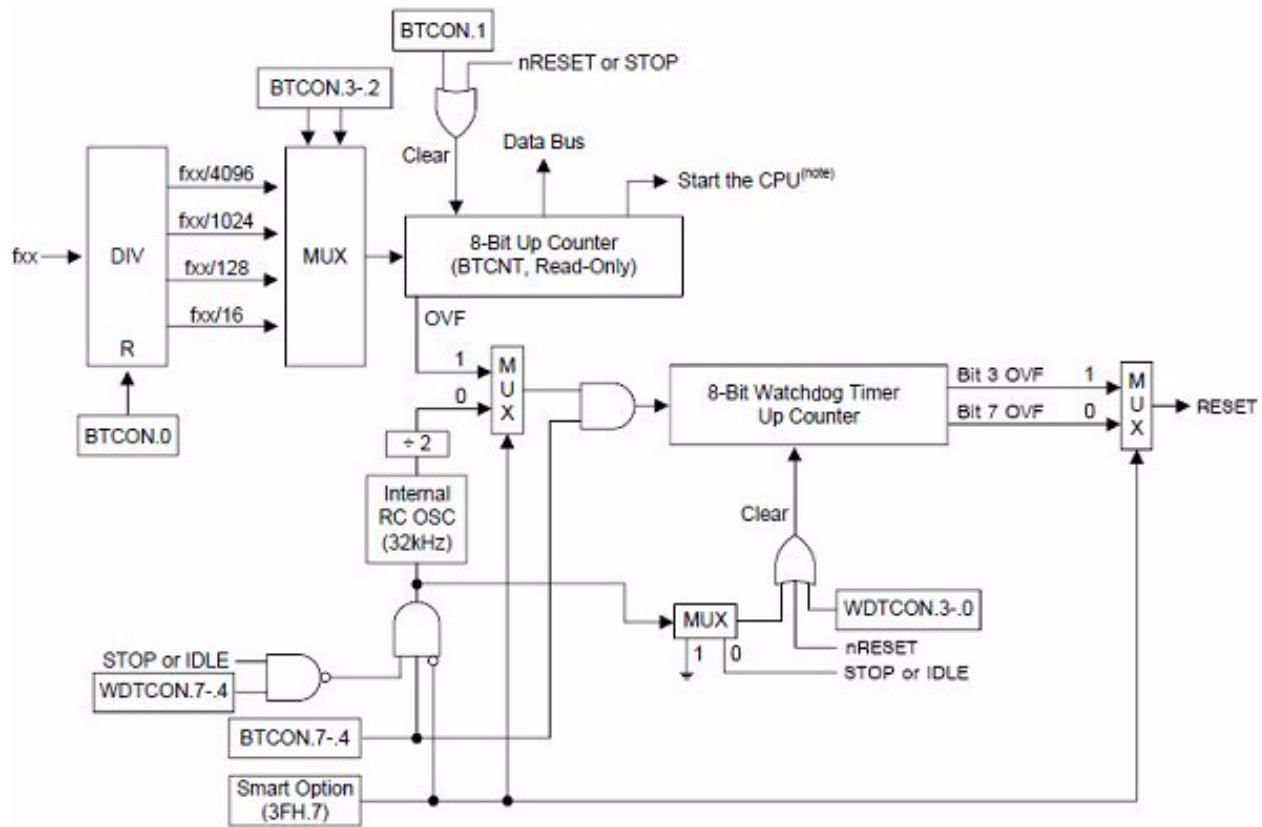 BTCON.1
nRESET or STOP
BTCON.3-.2
Clear
Data Bus
Start the CPU(note)
fxx/4096
fxx/1024
fxx/128
fxx/16
fxx
DIV
R
MUX
8-Bit Up Counter
(BTCNT, Read-Only)
BTCON.0
OVF
1
0
M
U
X
8-Bit Watchdog Timer
Up Counter
Bit 3 OVF
1
Bit 7 OVF
0
M
U
X
RESET
÷ 2
Internal
RC OSC
(32kHz)
Clear
MUX
1
0
WDTCON.3-.0
nRESET
STOP or IDLE
STOP or IDLE
WDTCON.7-.4
BTCON.7-.4
Smart Option
(3FH.7)